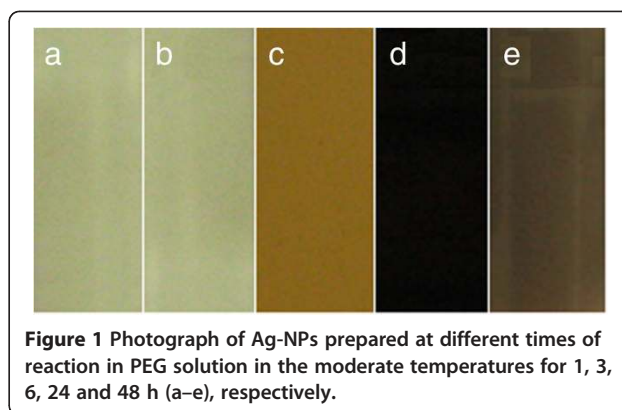 a b c d e
Figure 1 Photograph of Ag-NPs prepared at different times of
reaction in PEG solution in the moderate temperatures for 1, 3,
6, 24 and 48 h (a–e), respectively.